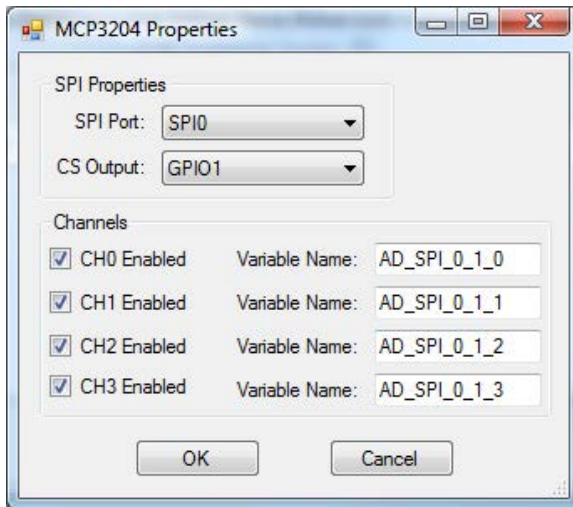 MCP3204 Properties
SPI Properties
SPI Port: SPI0
CS Output: GPIO1
Channels
CH0 Enabled Variable Name: AD_SPI_0_1_0
CH1 Enabled Variable Name: AD_SPI_0_1_1
CH2 Enabled Variable Name: AD_SPI_0_1_2
CH3 Enabled Variable Name: AD_SPI_0_1_3
OK Cancel